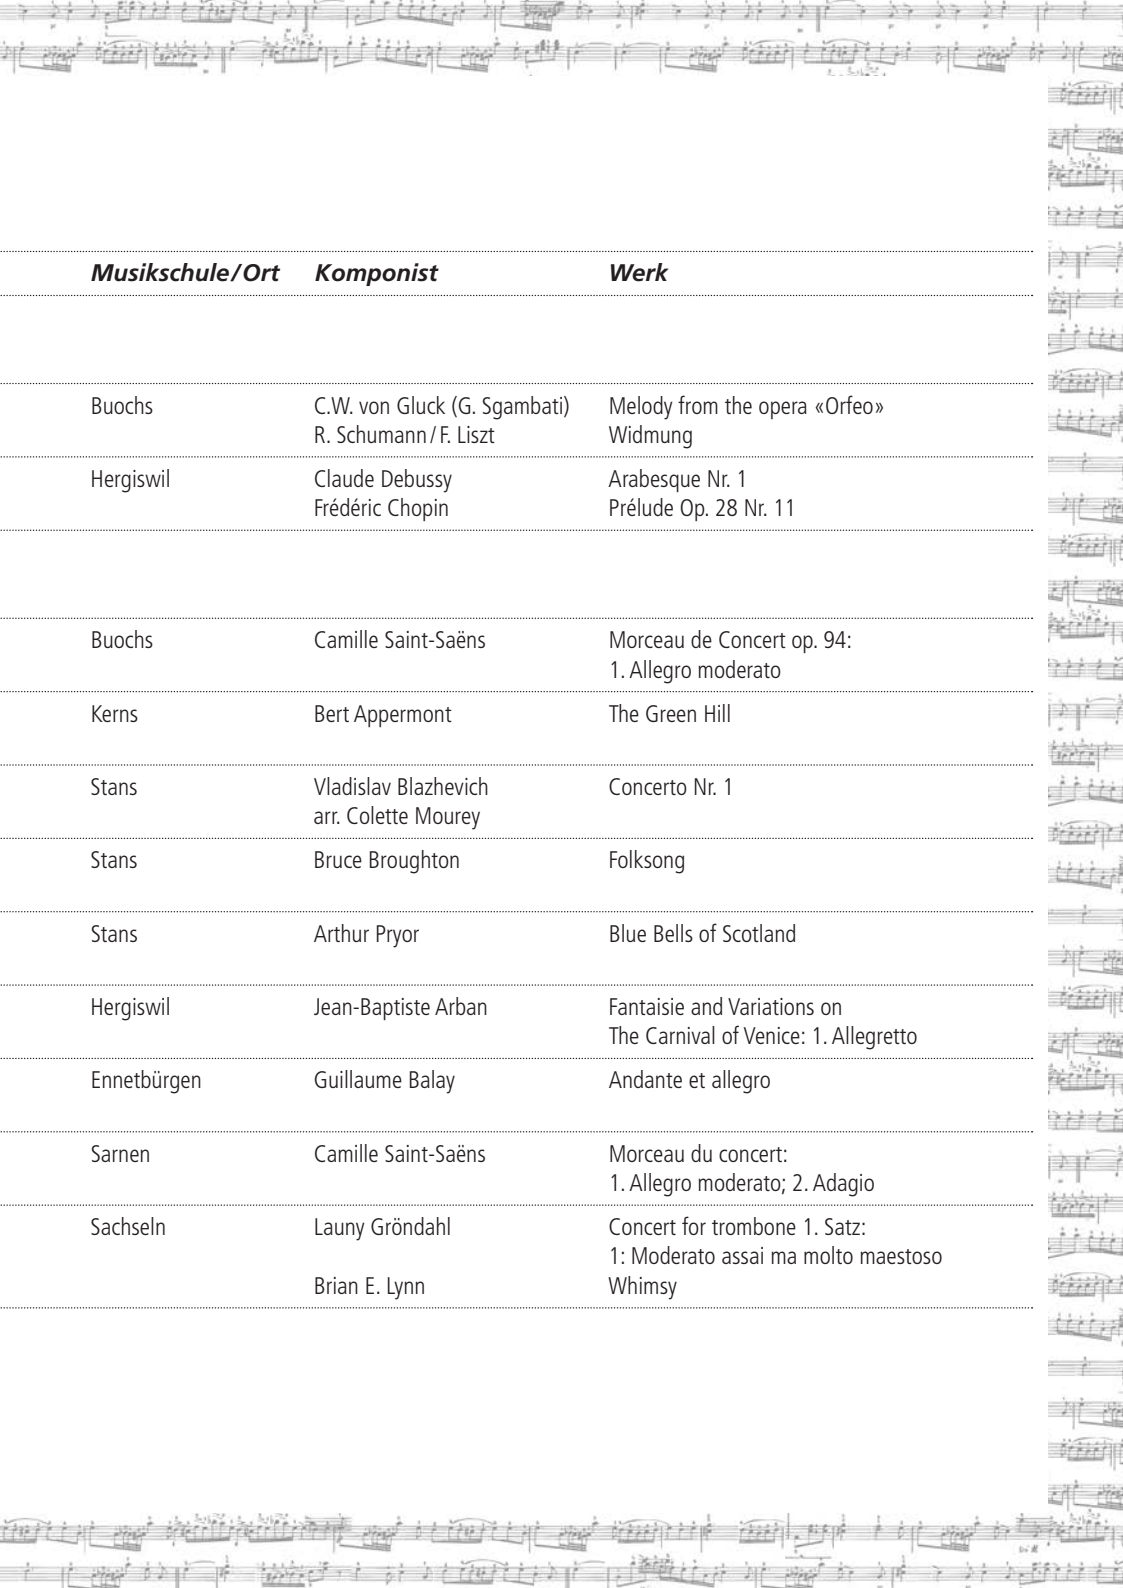 Musikschule/Ort Komponist Werk
Buochs C.W. von Gluck (G. Sgambati) Melody from the opera «Orfeo»
R. Schumann/F. Liszt Widmung
Hergiswil Claude Debussy Arabesque Nr. 1
Frédéric Chopin Prélude Op. 28 Nr. 11
Buochs Camille Saint-Saëns Morceau de Concert op. 94:
1. Allegro moderato
Kerns Bert Appermont The Green Hill
Stans Vladislav Blazhevich Concerto Nr. 1
arr. Colette Mourey
Stans Bruce Broughton Folksong
Stans Arthur Pryor Blue Bells of Scotland
Hergiswil Jean-Baptiste Arban Fantaisie and Variations on
The Carnival of Venice: 1. Allegretto
Ennetbürgen Guillaume Balay Andante et allegro
Sarnen Camille Saint-Saëns Morceau du concert:
1. Allegro moderato; 2. Adagio
Sachseln Launy Gröndahl Concert for trombone 1. Satz:
1: Moderato assai ma molto maestoso
Brian E. Lynn Whimsy